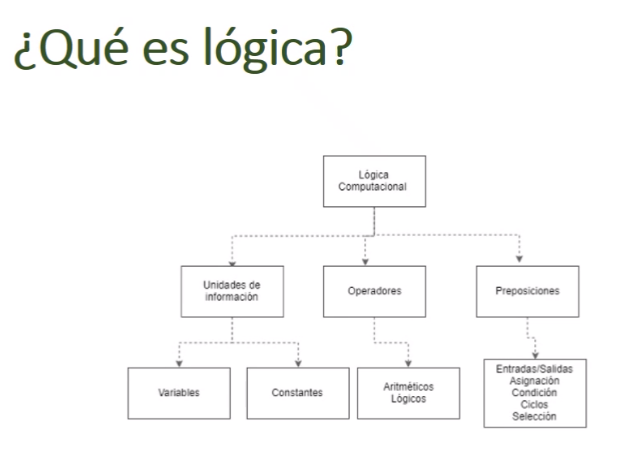 ¿Qué es lógica?
Lógica
Computacional
Unidades de
información
Operadores
Preposiciones
Variables
Constantes
Aritméticos
Lógicos
Entradas/Salidas
Asignación
Condición
Ciclos
Selección